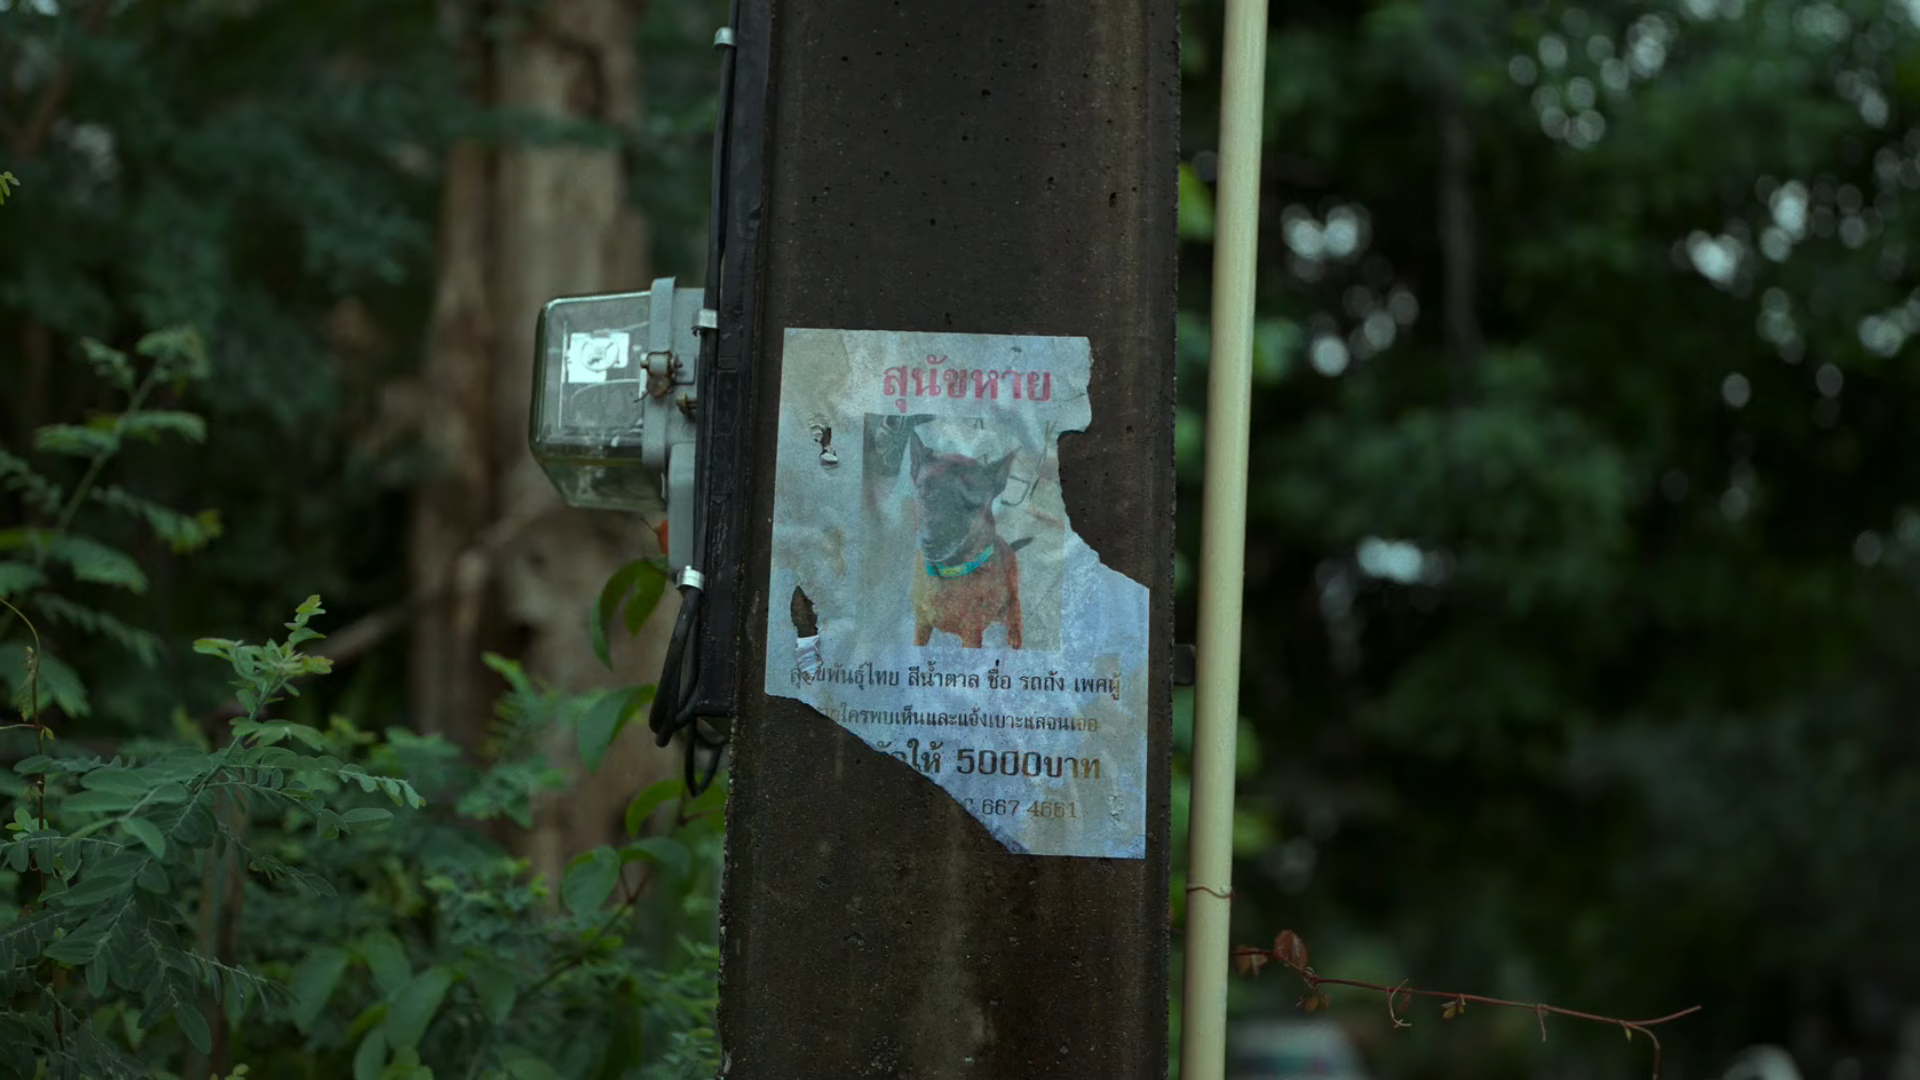 สุนัขหาย
สุนัขพันธุ์ไทย สีน้ำตาล ชื่อ รถถัง เพศผู้
ใครพบเห็นและแจ้งเบาะแสจนเจอ
ให้ 5000บาท
667 4661